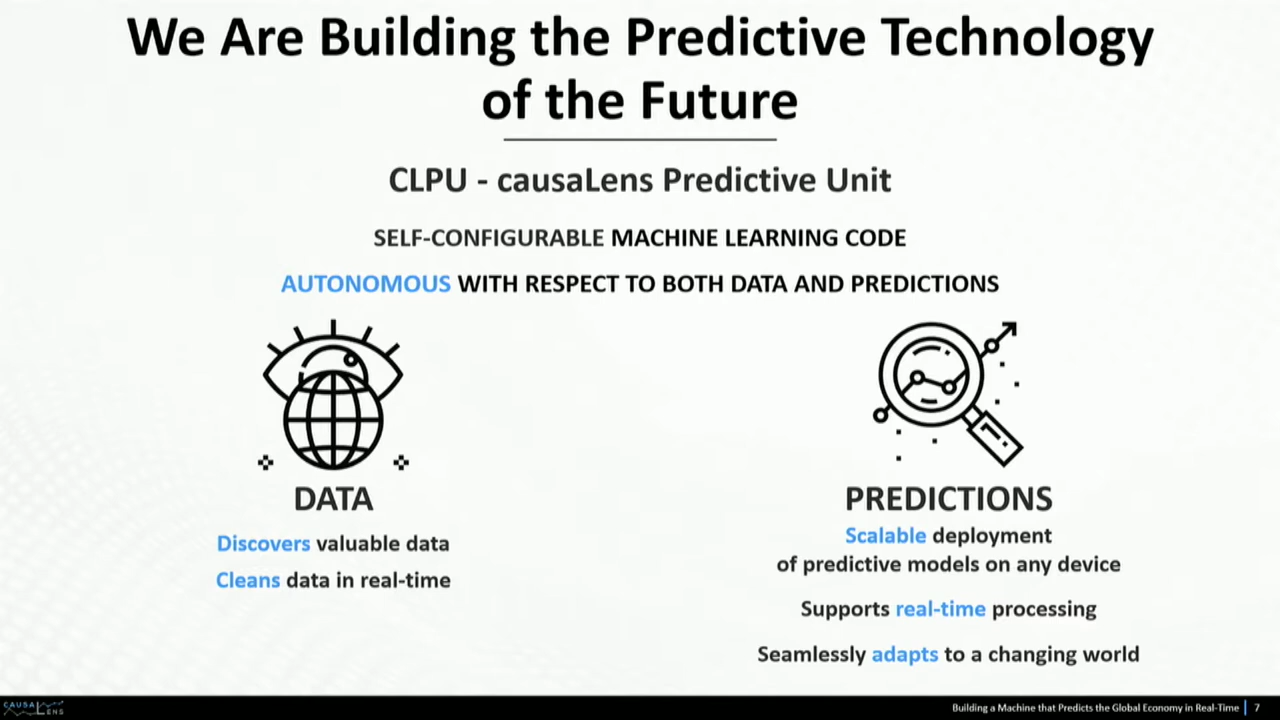 We Are Building the Predictive Technology
of the Future
CLPU - causaLens Predictive Unit
SELF-CONFIGURABLE MACHINE LEARNING CODE
AUTONOMOUS WITH RESPECT TO BOTH DATA AND PREDICTIONS
DATA
Discovers valuable data
Cleans data in real-time
PREDICTIONS
Scalable deployment
of predictive models on any device
Supports real-time processing
Seamlessly adapts to a changing world
CAUSALENS
Building a Machine that Predicts the Global Economy in Real-Time | 7